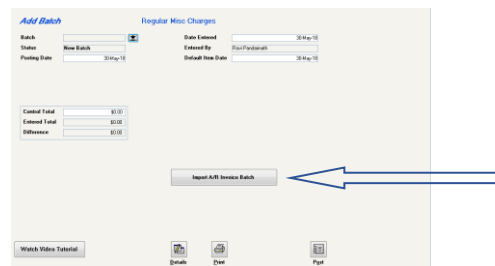 Add Batch Regular Misc Charges
Batch Date Entered 30-May-18
Status New Batch Entered By Ravi Pandainath
Posting Date 30-May-18 Default Item Date 30-May-18
Control Total $0.00
Entered Total $0.00
Difference $0.00
Import A/R Invoice Batch
Watch Video Tutorial Details Print Post